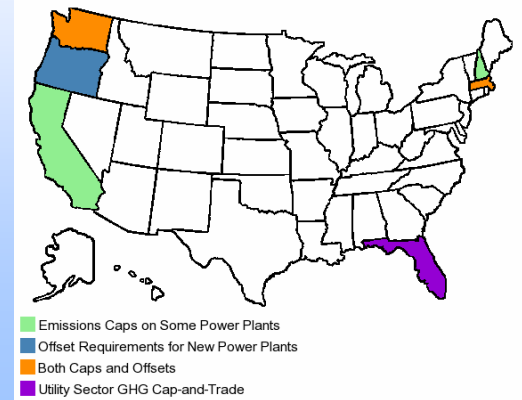 Emissions Caps on Some Power Plants
Offset Requirements for New Power Plants
Both Caps and Offsets
Utility Sector GHG Cap-and-Trade